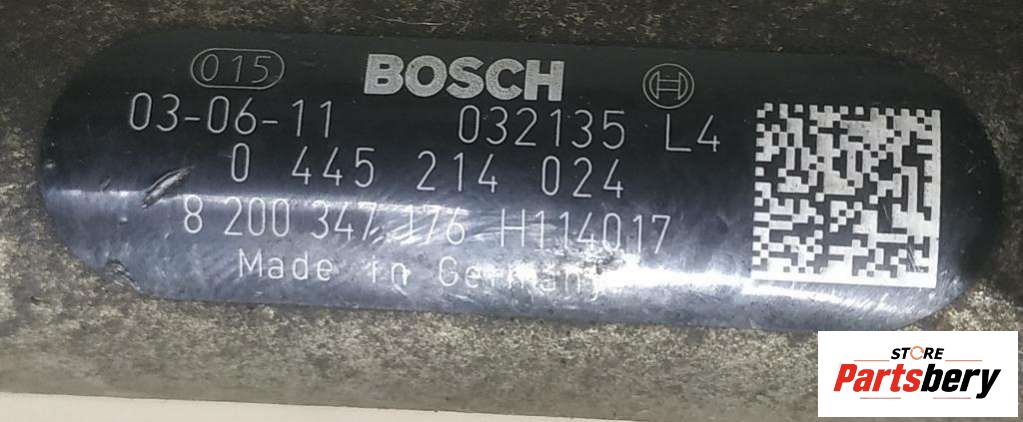 015 BOSCH
03-06-11 032135 L4
0 445 214 024
8 200 347 176 H114017
Made in Germany
STORE
Partsbery